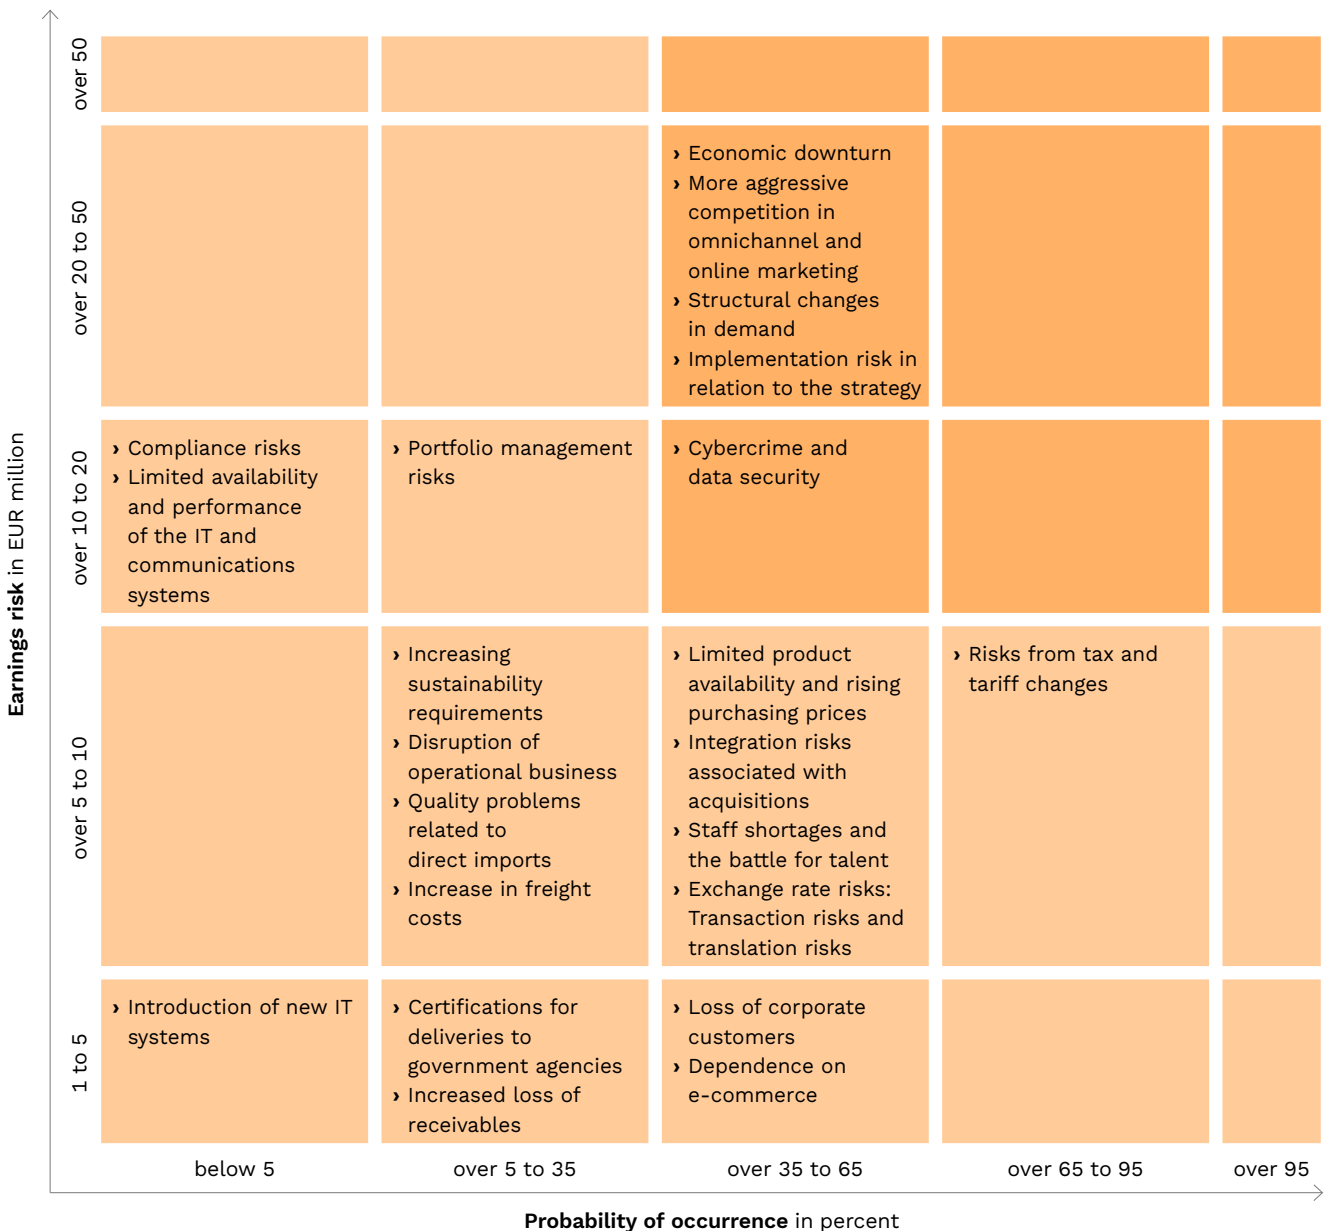 over 50
over 20 to 50
› Economic downturn
› More aggressive
competition in
omnichannel and
online marketing
› Structural changes
in demand
› Implementation risk in
relation to the strategy
over 10 to 20
› Compliance risks
› Limited availability
and performance
of the IT and
communications
systems
› Portfolio management
risks
› Cybercrime and
data security
Earnings risk in EUR million
over 5 to 10
› Increasing
sustainability
requirements
› Disruption of
operational business
› Quality problems
related to
direct imports
› Increase in freight
costs
› Limited product
availability and rising
purchasing prices
› Integration risks
associated with
acquisitions
› Staff shortages and
the battle for talent
› Exchange rate risks:
Transaction risks and
translation risks
› Risks from tax and
tariff changes
1 to 5
› Introduction of new IT
systems
› Certifications for
deliveries to
government agencies
› Increased loss of
receivables
› Loss of corporate
customers
› Dependence on
e-commerce
below 5
over 5 to 35
over 35 to 65
over 65 to 95
over 95
Probability of occurrence in percent